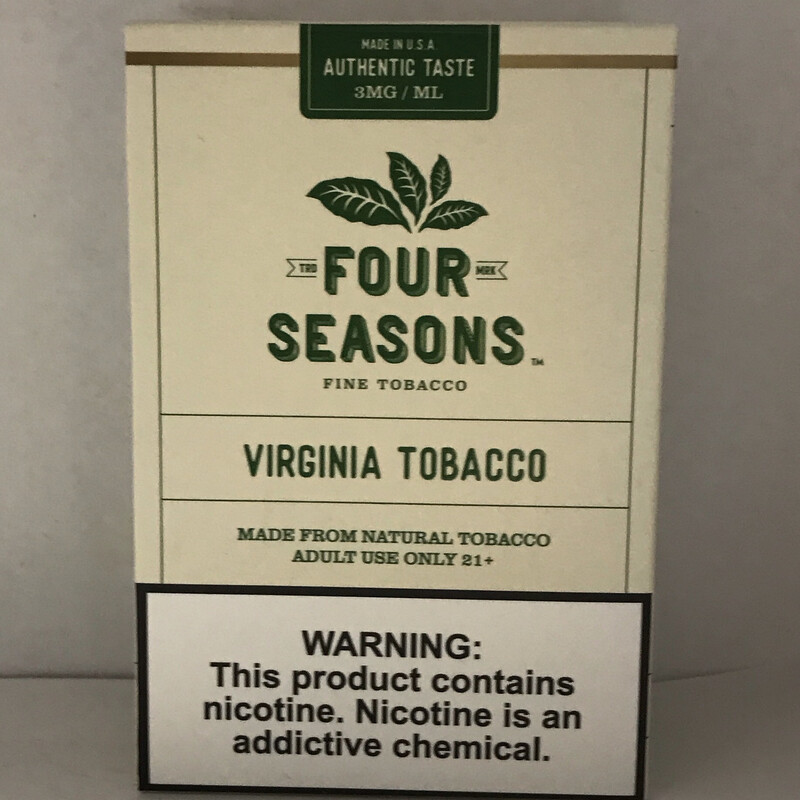 MADE IN U.S.A
AUTHENTIC TASTE
3MG / ML
TRD FOUR MRK
SEASONS TM
FINE TOBACCO
VIRGINIA TOBACCO
MADE FROM NATURAL TOBACCO
ADULT USE ONLY 21+
WARNING:
This product contains
nicotine. Nicotine is an
addictive chemical.